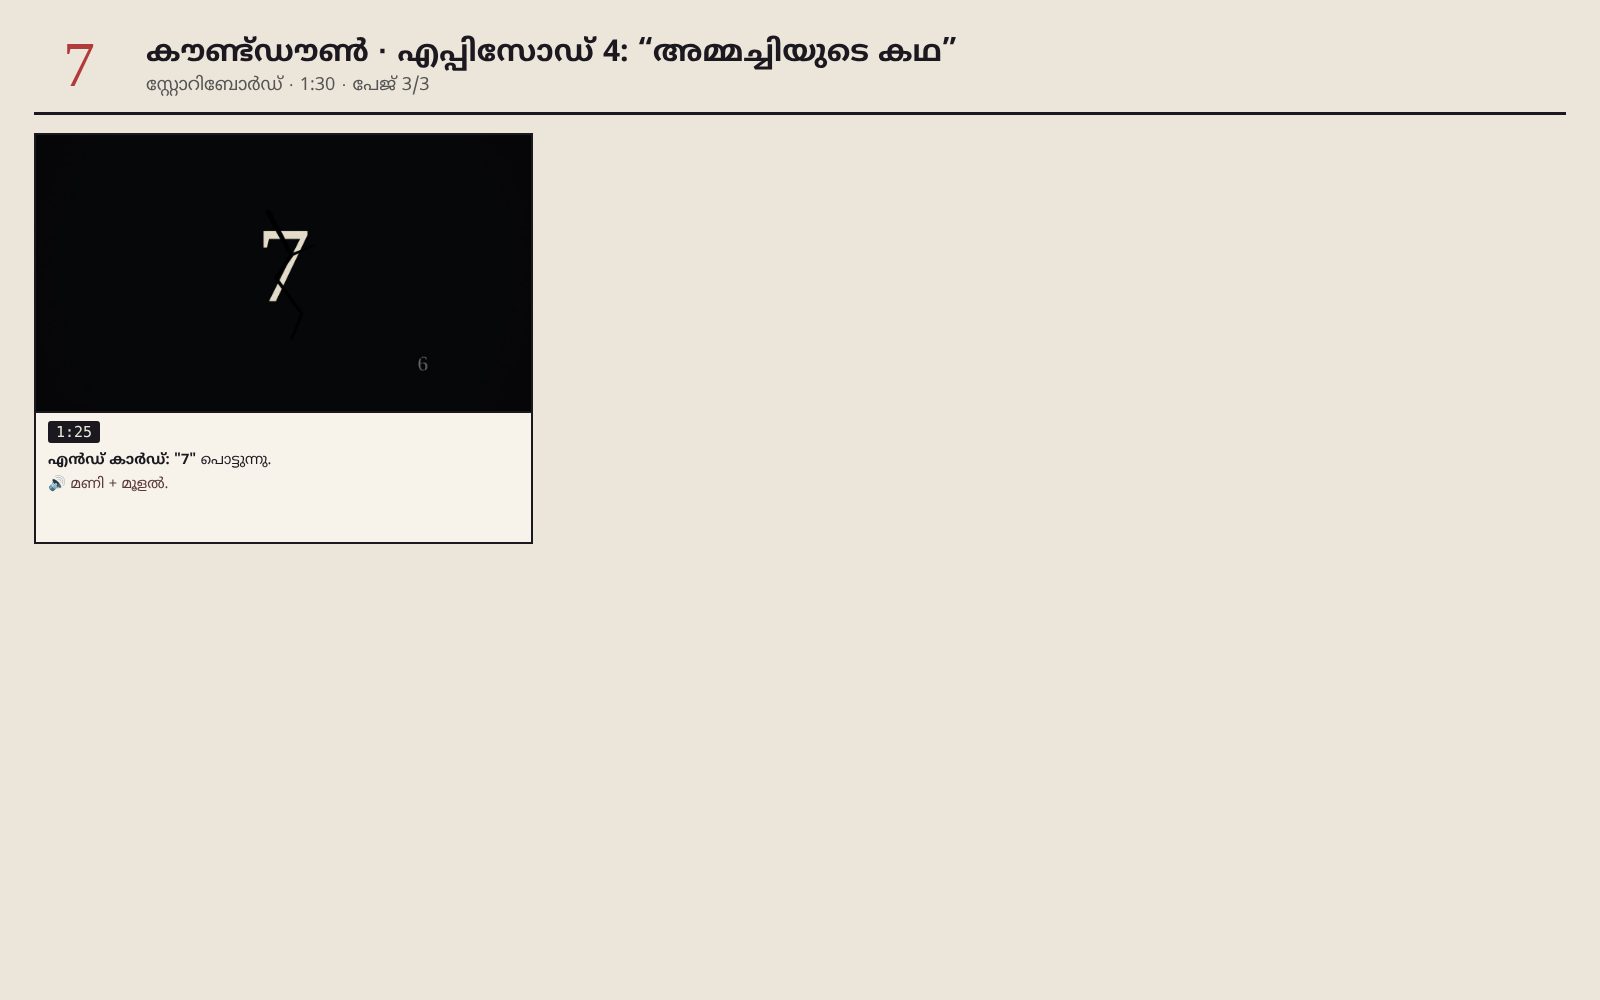 7
കൗണ്ട്ഡൗൺ · എപ്പിസോഡ് 4: “അമ്മച്ചിയുടെ കഥ”
സ്റ്റോറിബോർഡ് · 1:30 · പേജ് 3/3
7
6
1:25
എൻഡ് കാർഡ്: "7" പൊട്ടുന്നു.
🔊 മണി + മൂളൽ.